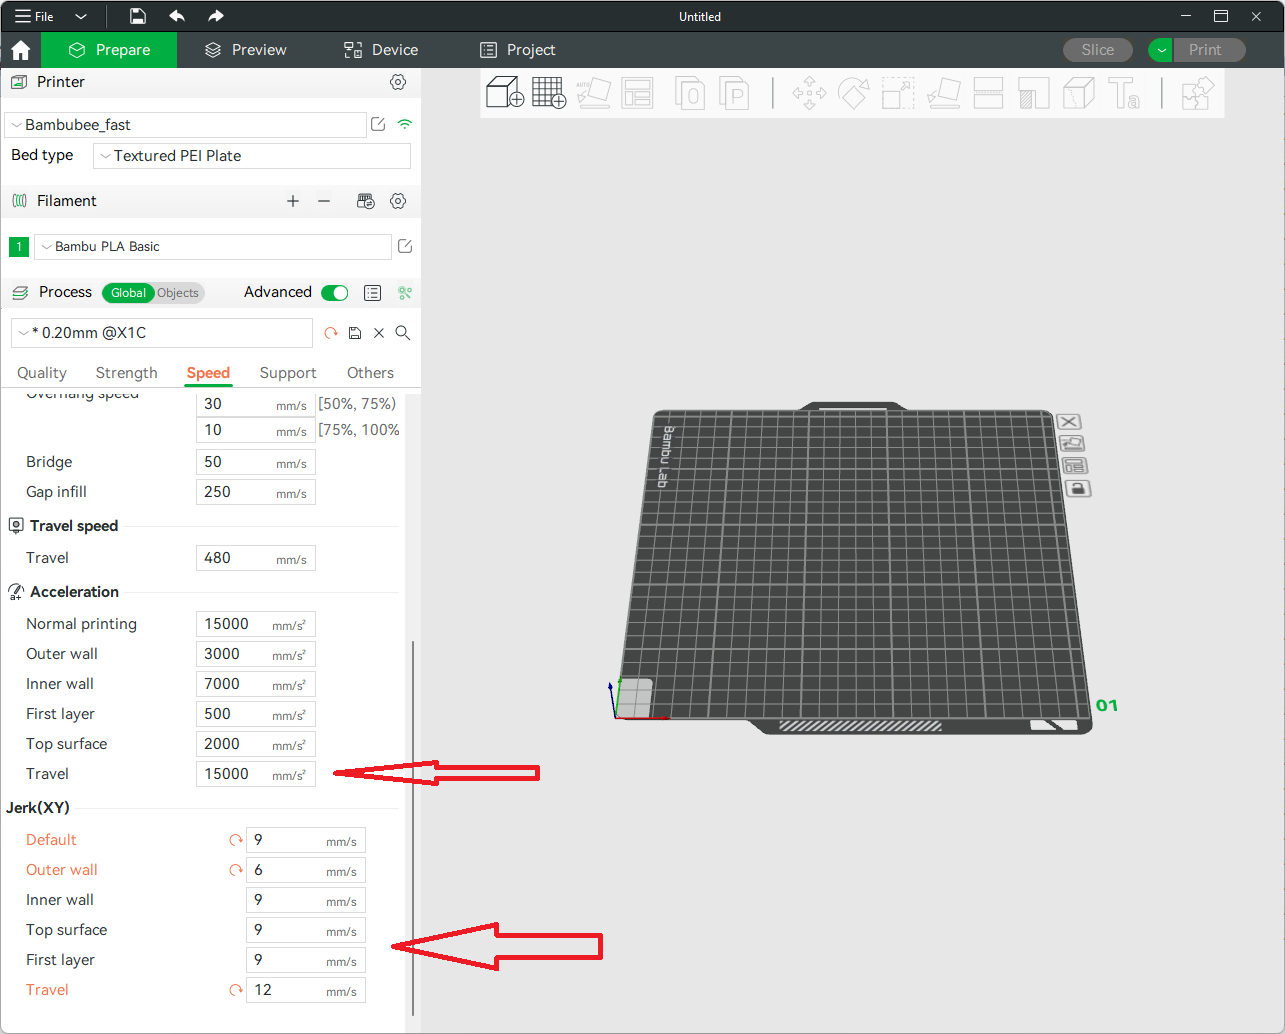 File
Untitled
Prepare
Preview
Device
Project
Slice
Print
Printer
Bambubee_fast
Bed type
Textured PEI Plate
Filament
1
Bambu PLA Basic
Process
Global
Objects
Advanced
* 0.20mm @X1C
Quality
Strength
Speed
Support
Others
Overhang speed
30 mm/s [50%, 75%)
10 mm/s [75%, 100%
Bridge 50 mm/s
Gap infill 250 mm/s
Travel speed
Travel 480 mm/s
Acceleration
Normal printing 15000 mm/s²
Outer wall 3000 mm/s²
Inner wall 7000 mm/s²
First layer 500 mm/s²
Top surface 2000 mm/s²
Travel 15000 mm/s²
Jerk(XY)
Default 9 mm/s
Outer wall 6 mm/s
Inner wall 9 mm/s
Top surface 9 mm/s
First layer 9 mm/s
Travel 12 mm/s
AUTO
0
P
Ta
Bambu Lab
01